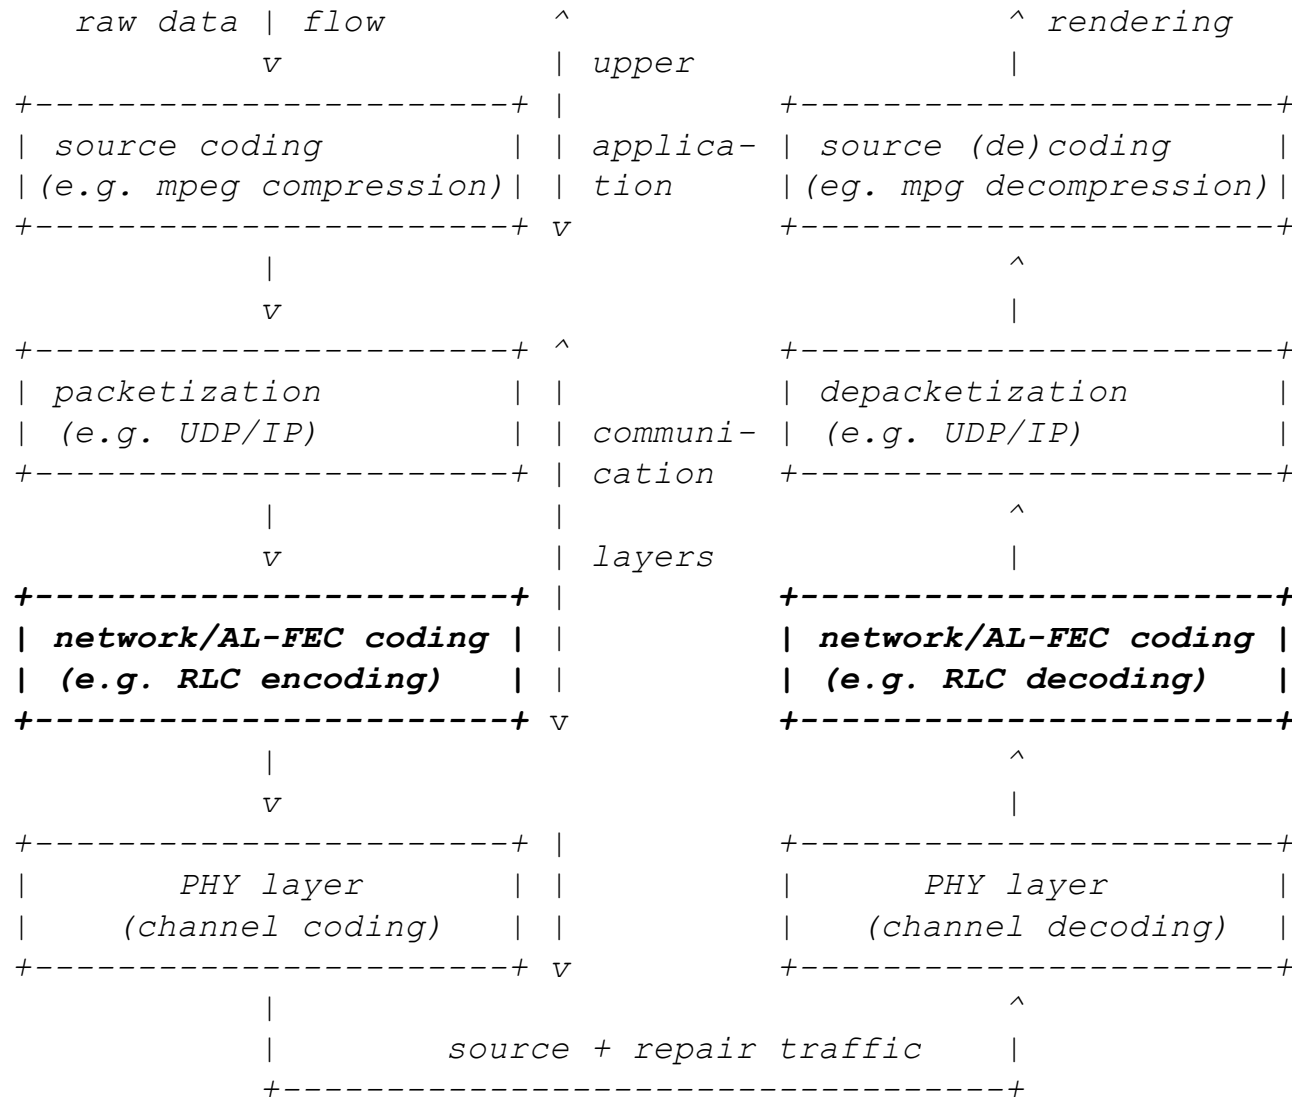 raw data | flow ^ ^ rendering
v | upper |
+-----------------------+ | +-----------------------+
| source coding | | applica- | source (de)coding |
|(e.g. mpeg compression)| | tion |(eg. mpg decompression)|
+-----------------------+ v +-----------------------+
| ^
v |
+-----------------------+ ^ +-----------------------+
| packetization | | | depacketization |
| (e.g. UDP/IP) | | communi- | (e.g. UDP/IP) |
+-----------------------+ | cation +-----------------------+
| | ^
v | layers |
+-----------------------+ | +-----------------------+
| network/AL-FEC coding | | | network/AL-FEC coding |
| (e.g. RLC encoding) | | | (e.g. RLC decoding) |
+-----------------------+ v +-----------------------+
| ^
v |
+-----------------------+ | +-----------------------+
| PHY layer | | | PHY layer |
| (channel coding) | | | (channel decoding) |
+-----------------------+ v +-----------------------+
| ^
| source + repair traffic |
+-----------------------------------+